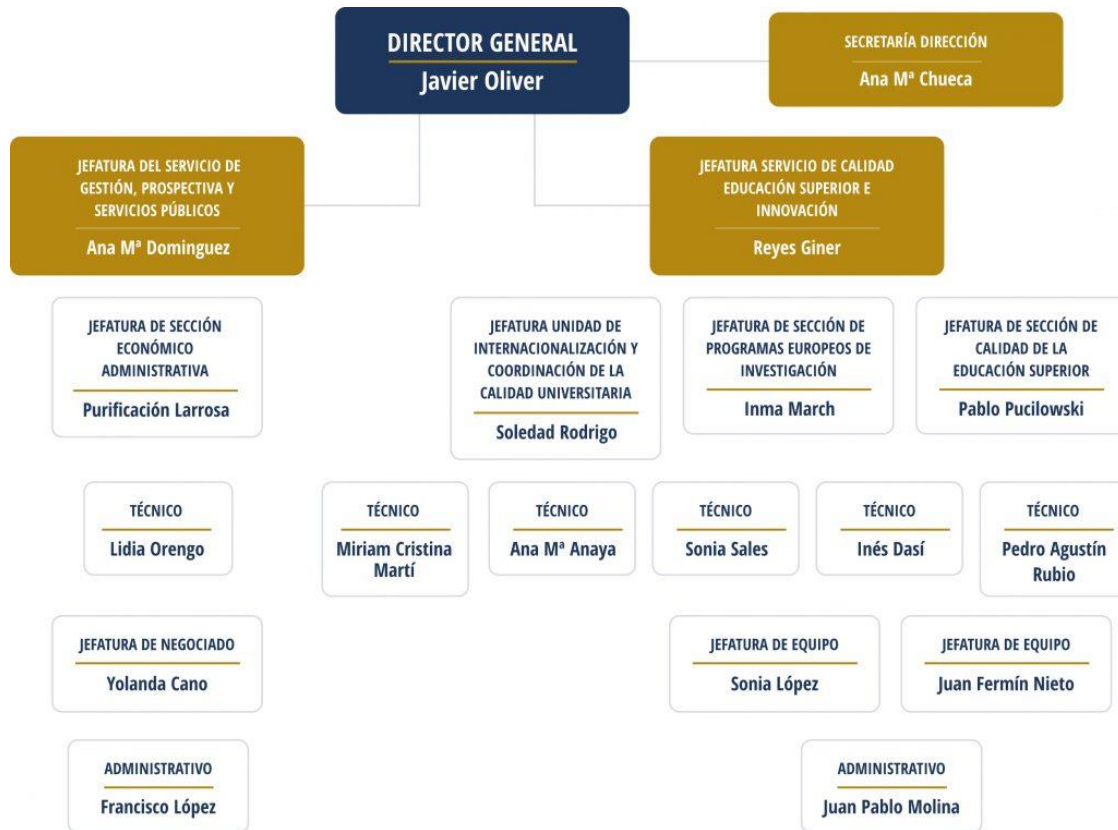 DIRECTOR GENERAL
Javier Oliver
SECRETARÍA DIRECCIÓN
Ana Mª Chueca
JEFATURA DEL SERVICIO DE
GESTIÓN, PROSPECTIVA Y
SERVICIOS PÚBLICOS
Ana Mª Dominguez
JEFATURA SERVICIO DE CALIDAD
EDUCACIÓN SUPERIOR E
INNOVACIÓN
Reyes Giner
JEFATURA DE SECCIÓN
ECONÓMICO
ADMINISTRATIVA
Purificación Larrosa
JEFATURA UNIDAD DE
INTERNACIONALIZACIÓN Y
COORDINACIÓN DE LA
CALIDAD UNIVERSITARIA
Soledad Rodrigo
JEFATURA DE SECCIÓN DE
PROGRAMAS EUROPEOS DE
INVESTIGACIÓN
Inma March
JEFATURA DE SECCIÓN DE
CALIDAD DE LA
EDUCACIÓN SUPERIOR
Pablo Pucilowski
TÉCNICO
Lidia Orengo
TÉCNICO
Miriam Cristina
Martí
TÉCNICO
Ana Mª Anaya
TÉCNICO
Sonia Sales
TÉCNICO
Inés Dasí
TÉCNICO
Pedro Agustín
Rubio
JEFATURA DE NEGOCIADO
Yolanda Cano
JEFATURA DE EQUIPO
Sonia López
JEFATURA DE EQUIPO
Juan Fermín Nieto
ADMINISTRATIVO
Francisco López
ADMINISTRATIVO
Juan Pablo Molina